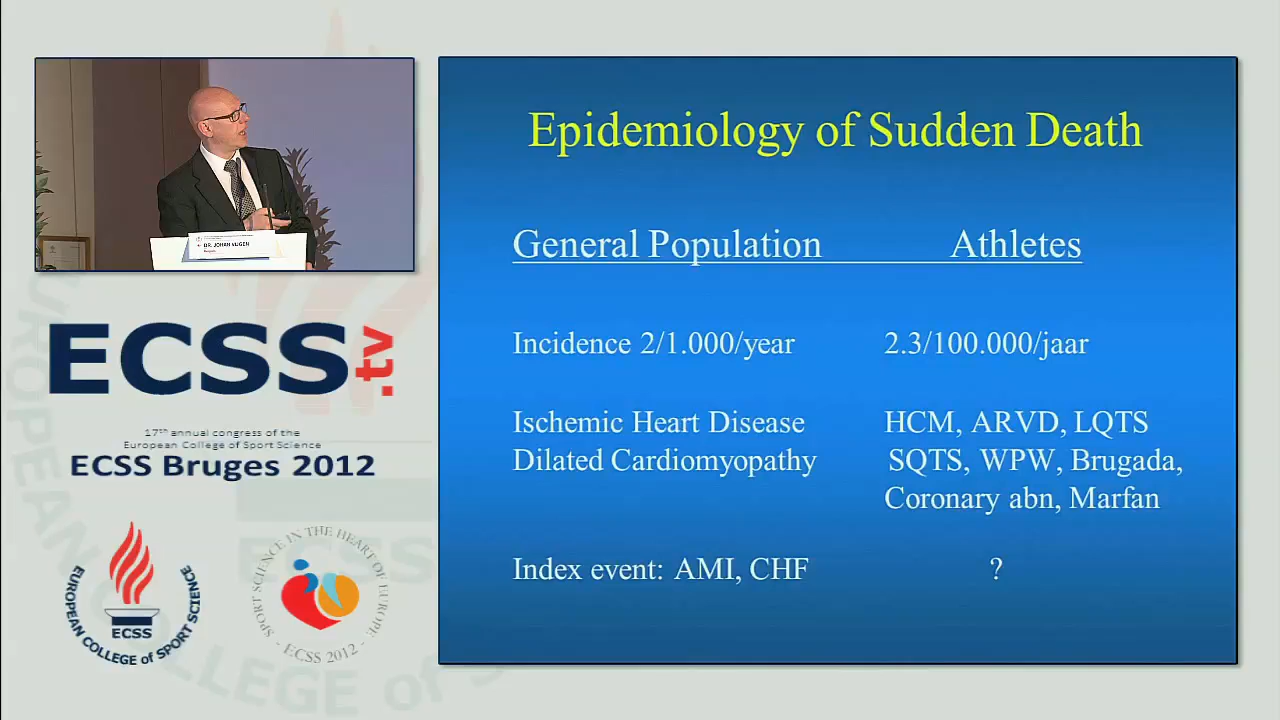 DR. JOHAN VIJGEN
ECSS.tv
17th annual congress of the
European College of Sport Science
ECSS Bruges 2012
EUROPEAN COLLEGE of SPORT SCIENCE
ECSS
SPORT SCIENCE IN THE HEART OF EUROPE
- ECSS 2012 -
Epidemiology of Sudden Death
General Population Athletes
Incidence 2/1.000/year 2.3/100.000/jaar
Ischemic Heart Disease HCM, ARVD, LQTS
Dilated Cardiomyopathy SQTS, WPW, Brugada,
Coronary abn, Marfan
Index event: AMI, CHF ?